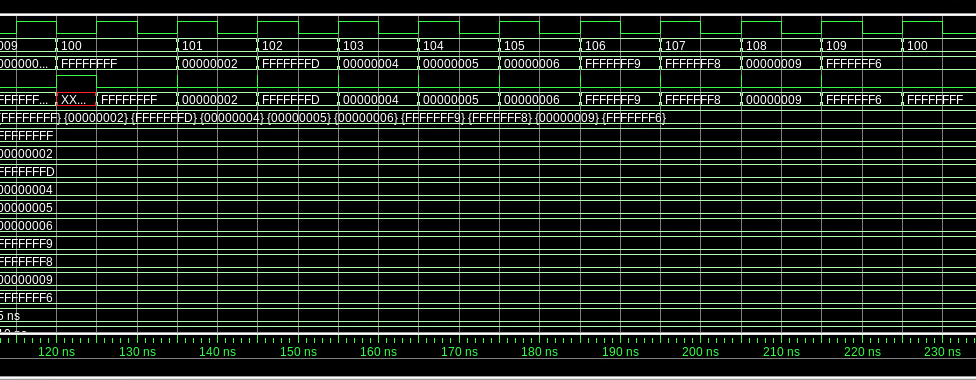 009 100 101 102 103 104 105 106 107 108 109 100
000000... FFFFFFFF 00000002 FFFFFFFD 00000004 00000005 00000006 FFFFFFF9 FFFFFFF8 00000009 FFFFFFF6
FFFFFF... XX... FFFFFFFF 00000002 FFFFFFFD 00000004 00000005 00000006 FFFFFFF9 FFFFFFF8 00000009 FFFFFFF6 FFFFFFFF
FFFFFFFF} {00000002} {FFFFFFFD} {00000004} {00000005} {00000006} {FFFFFFF9} {FFFFFFF8} {00000009} {FFFFFFF6}
FFFFFFFF
00000002
FFFFFFFD
00000004
00000005
00000006
FFFFFFF9
FFFFFFF8
00000009
FFFFFFF6
5 ns
120 ns 130 ns 140 ns 150 ns 160 ns 170 ns 180 ns 190 ns 200 ns 210 ns 220 ns 230 ns